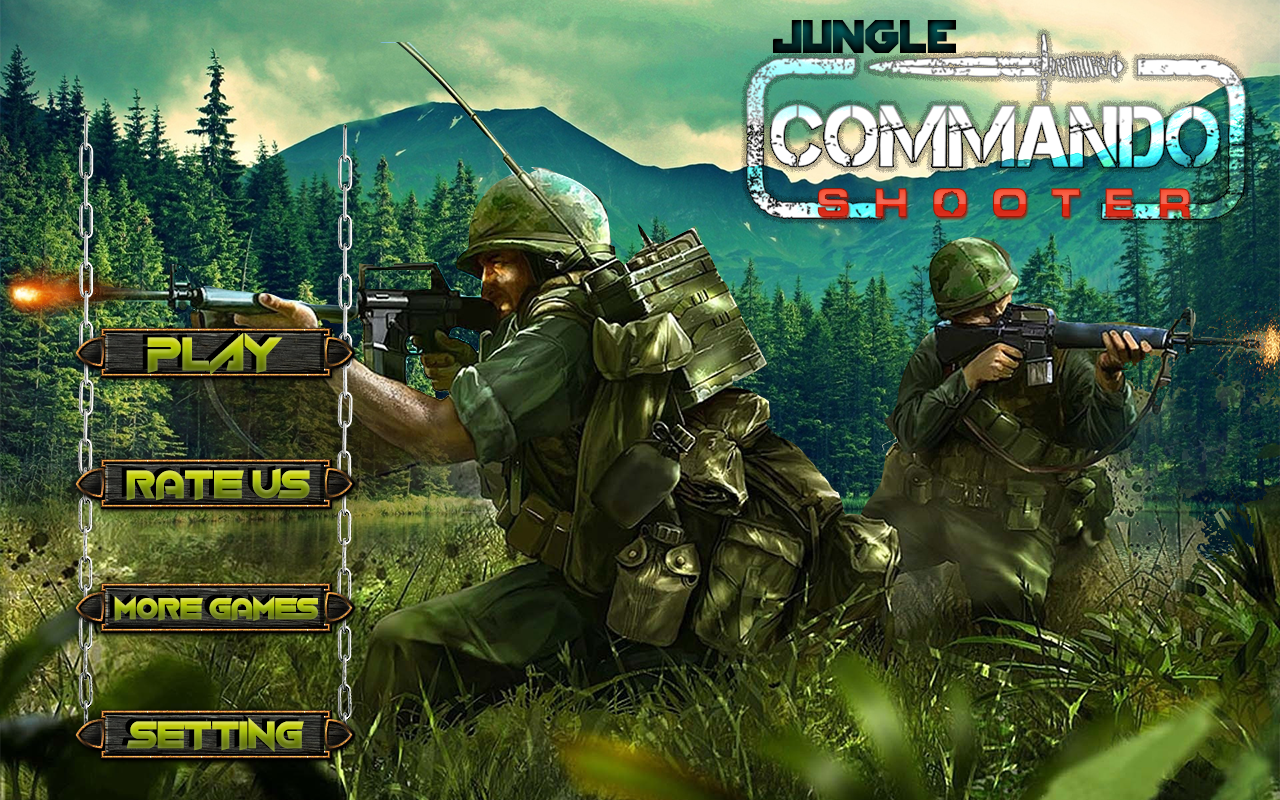 JUNGLE
COMMANDO
SHOOTER
PLAY
RATE US
MORE GAMES
SETTING